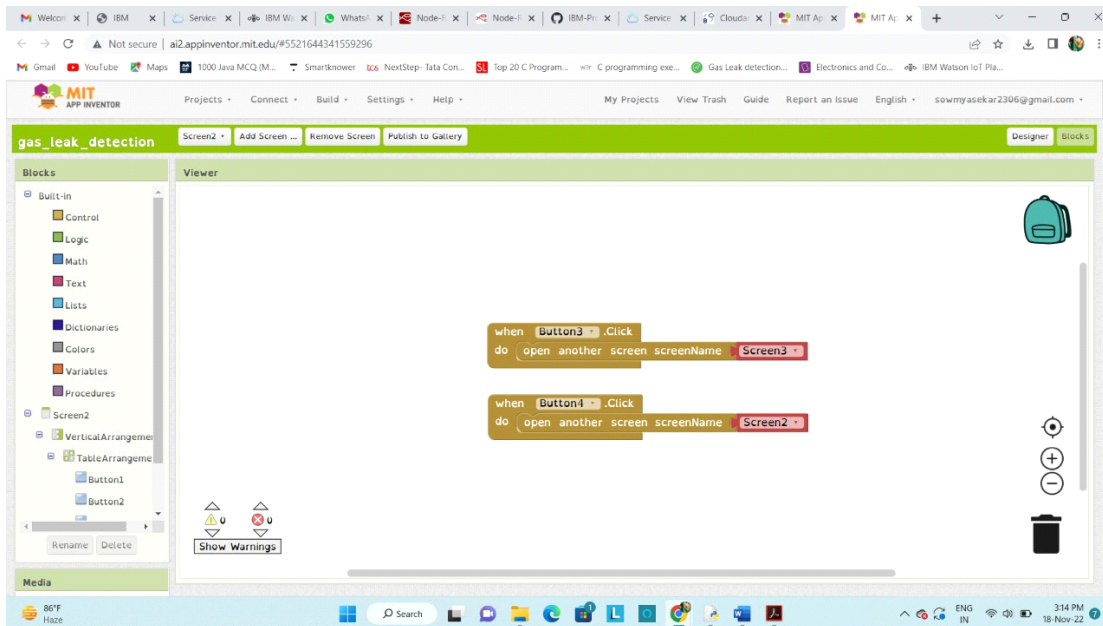 Welcon
IBM
Service
IBM Wa
WhatsA
Node-R
Node-R
IBM-Pro
Service
Cloudan
MIT Ap
MIT Ap
Not secure | ai2.appinventor.mit.edu/#5521644341559296
Gmail YouTube Maps 1000 Java MCQ (M... Smartknower NextStep- Tata Con... Top 20 C Program... C programming exe... Gas Leak detection... Electronics and Co... IBM Watson IoT Pla...
MIT
APP INVENTOR
Projects Connect Build Settings Help My Projects View Trash Guide Report an Issue English sowmyasekar2306@gmail.com
gas_leak_detection Screen2 Add Screen ... Remove Screen Publish to Gallery Designer Blocks
Blocks
Viewer
Built-in
Control
Logic
Math
Text
Lists
Dictionaries
Colors
Variables
Procedures
Screen2
VerticalArrangemen
TableArrangeme
Button1
Button2
Rename Delete
Media
when Button3 .Click
do open another screen screenName Screen3
when Button4 .Click
do open another screen screenName Screen2
0 0
Show Warnings
86°F
Haze
Search
ENG
IN
3:14 PM
18-Nov-22
7